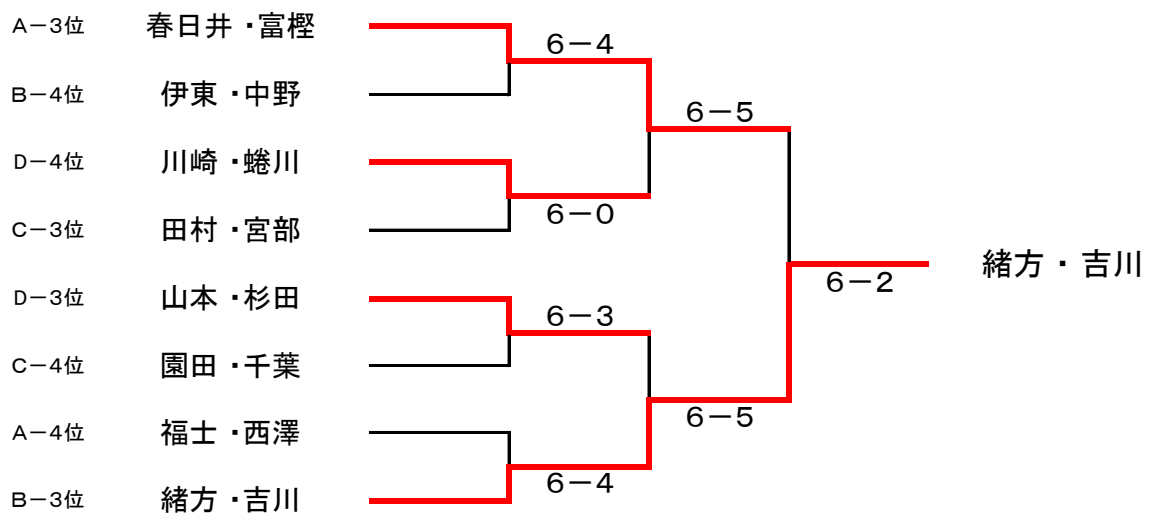 A－3位 春日井・富樫
6－4
B－4位 伊東・中野
6－5
D－4位 川崎・蜷川
6－0
C－3位 田村・宮部
緒方・吉川
6－2
D－3位 山本・杉田
6－3
C－4位 園田・千葉
6－5
A－4位 福士・西澤
6－4
B－3位 緒方・吉川